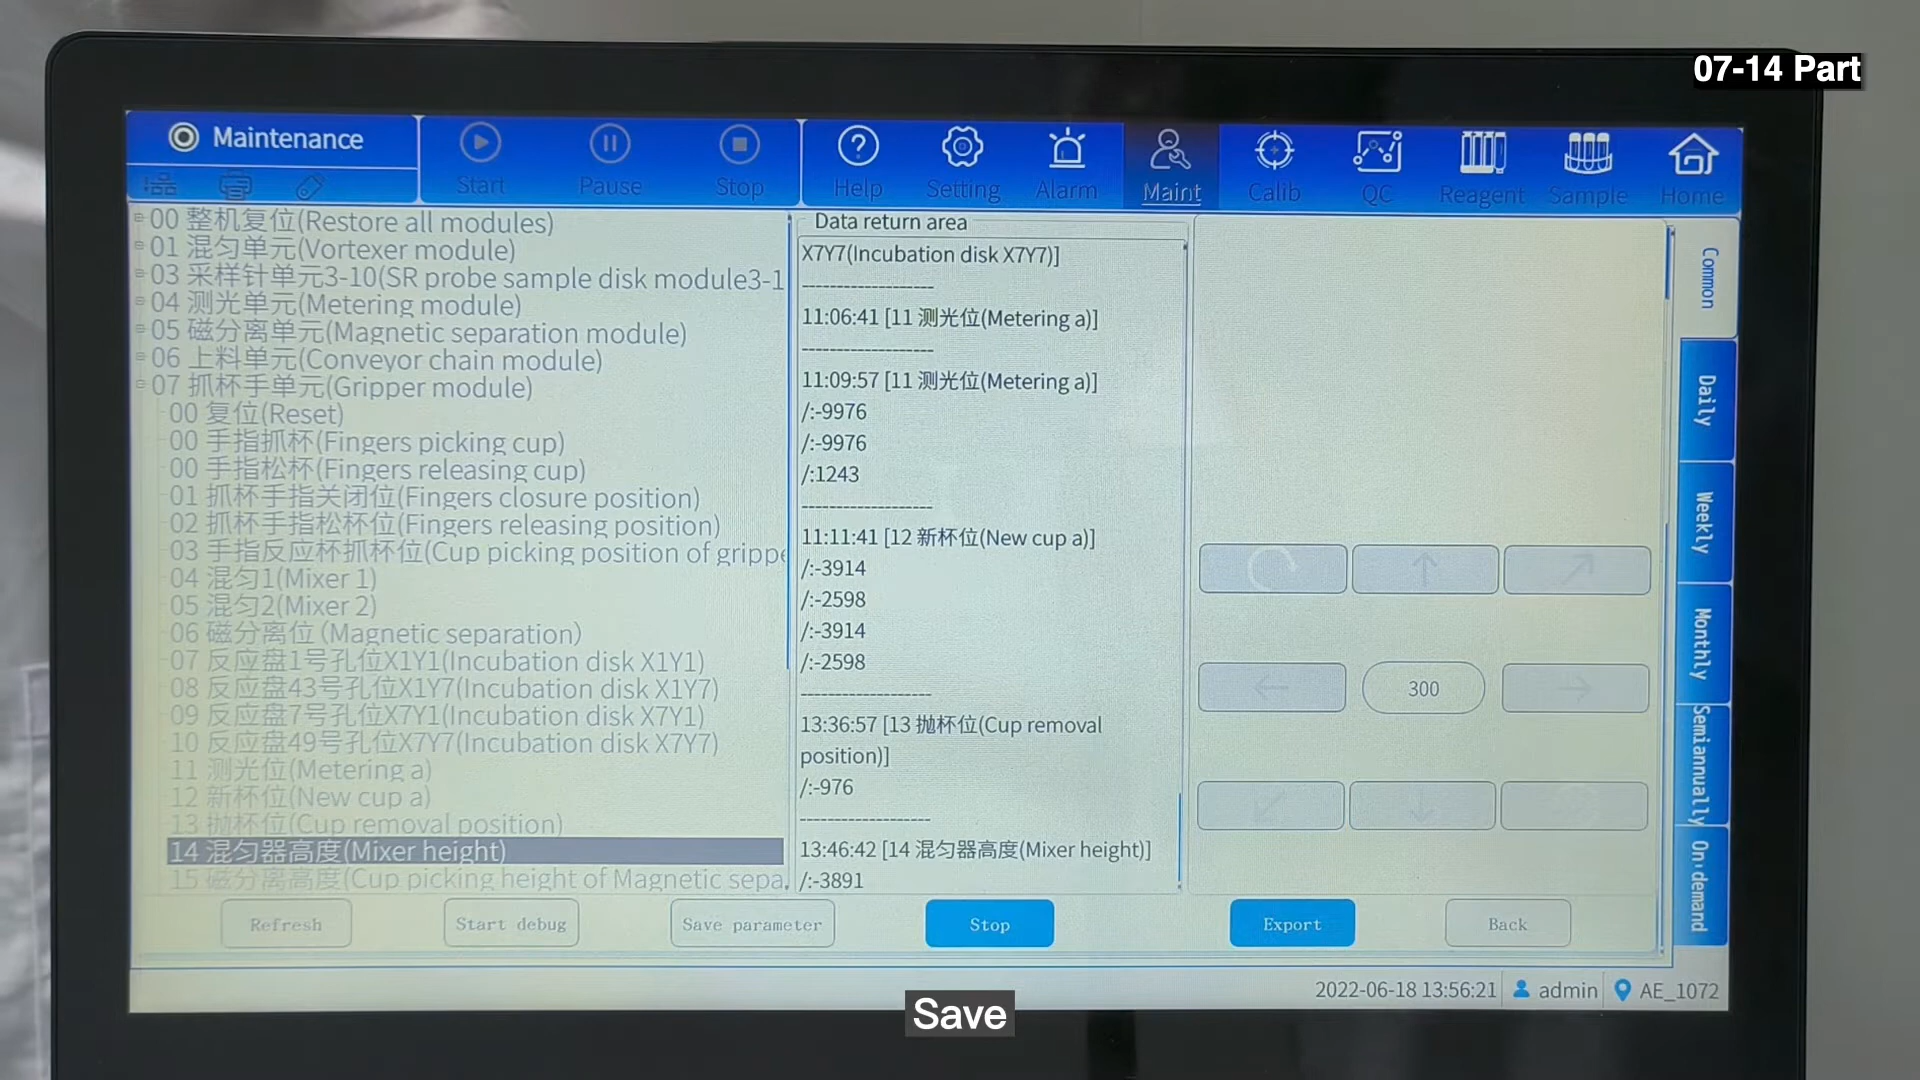 07-14 Part
Maintenance
Start
Pause
Stop
Help
Setting
Alarm
Maint
Calib
QC
Reagent
Sample
Home
00 整机复位(Restore all modules)
01 混匀单元(Vortexer module)
03 采样针单元3-10(SR probe sample disk module3-1
04 测光单元(Metering module)
05 磁分离单元(Magnetic separation module)
06 上料单元(Conveyor chain module)
07 抓杯手单元(Gripper module)
00 复位(Reset)
00 手指抓杯(Fingers picking cup)
00 手指松杯(Fingers releasing cup)
01 抓杯手指关闭位(Fingers closure position)
02 抓杯手指松杯位(Fingers releasing position)
03 手指反应杯抓杯位(Cup picking position of grippe
04 混匀1(Mixer 1)
05 混匀2(Mixer 2)
06 磁分离位(Magnetic separation)
07 反应盘1号孔位X1Y1(Incubation disk X1Y1)
08 反应盘43号孔位X1Y7(Incubation disk X1Y7)
09 反应盘7号孔位X7Y1(Incubation disk X7Y1)
10 反应盘49号孔位X7Y7(Incubation disk X7Y7)
11 测光位(Metering a)
12 新杯位(New cup a)
13 抛杯位(Cup removal position)
14 混匀器高度(Mixer height)
15 磁分离高度(Cup picking height of Magnetic sepa
Data return area
X7Y7(Incubation disk X7Y7)]
-------------------
11:06:41 [11 测光位(Metering a)]
-------------------
11:09:57 [11 测光位(Metering a)]
/:-9976
/:-9976
/:1243
-------------------
11:11:41 [12 新杯位(New cup a)]
/:-3914
/:-2598
/:-3914
/:-2598
-------------------
13:36:57 [13 抛杯位(Cup removal
position)]
/:-976
-------------------
13:46:42 [14 混匀器高度(Mixer height)]
/:-3891
300
Common
Daily
Weekly
Monthly
Semiannually
On demand
Refresh
Start debug
Save parameter
Stop
Export
Back
2022-06-18 13:56:21
admin
AE_1072
Save